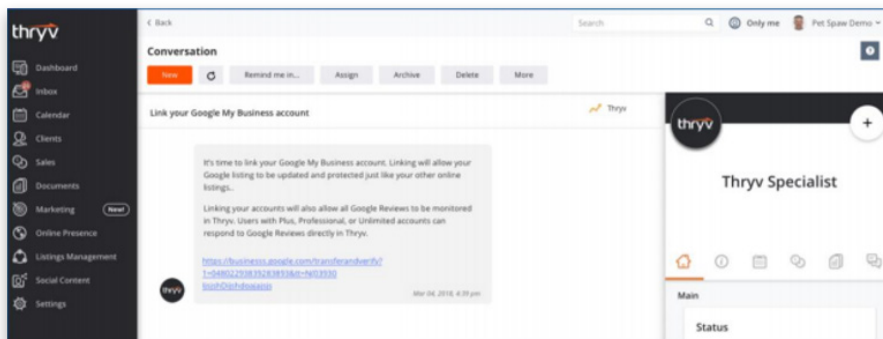 thryv
Dashboard
Inbox
Calendar
Clients
Sales
Documents
Marketing New!
Online Presence
Listings Management
Social Content
Settings
< Back
Search
Only me
Pet Spaw Demo
Conversation
New
Remind me in...
Assign
Archive
Delete
More
Link your Google My Business account
Thryv
It's time to link your Google My Business account. Linking will allow your
Google listing to be updated and protected just like your other online
listings..
Linking your accounts will also allow all Google Reviews to be monitored
in Thryv. Users with Plus, Professional, or Unlimited accounts can
respond to Google Reviews directly in Thryv.
https://businesss.google.com/transferandverify?
thryv
Mar 04, 2018, 4:39 pm
thryv
+
Thryv Specialist
Main
Status